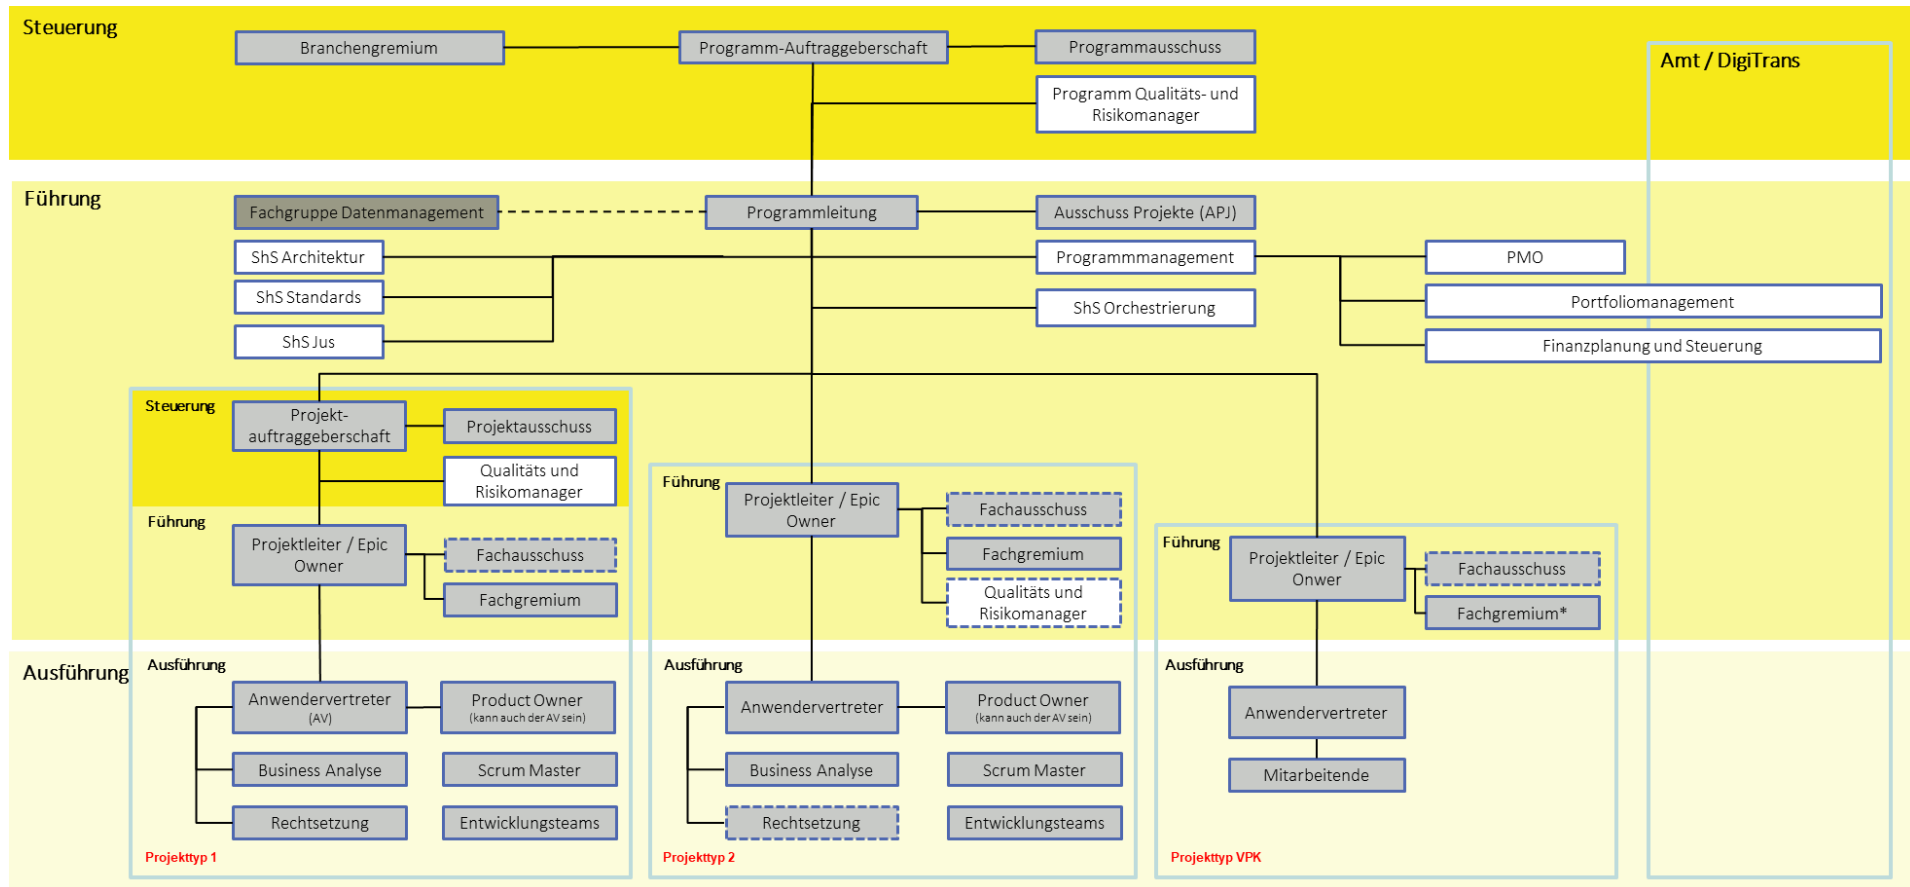 Steuerung
Branchengremium
Programm-Auftraggeberschaft
Programmausschuss
Amt / DigiTrans
Programm Qualitäts- und
Risikomanager
Führung
Fachgruppe Datenmanagement
Programmleitung
Ausschuss Projekte (APJ)
ShS Architektur
Programmmanagement
PMO
ShS Standards
ShS Orchestrierung
Portfoliomanagement
ShS Jus
Finanzplanung und Steuerung
Steuerung
Projekt-
auftraggeberschaft
Projektausschuss
Qualitäts und
Risikomanager
Führung
Projektleiter / Epic
Owner
Fachausschuss
Fachgremium
Führung
Projektleiter / Epic
Owner
Fachausschuss
Fachgremium
Qualitäts und
Risikomanager
Führung
Projektleiter / Epic
Onwer
Fachausschuss
Fachgremium*
Ausführung
Ausführung
Anwendervertreter
(AV)
Product Owner
(kann auch der AV sein)
Business Analyse
Scrum Master
Rechtsetzung
Entwicklungsteams
Projekttyp 1
Ausführung
Anwendervertreter
Product Owner
(kann auch der AV sein)
Business Analyse
Scrum Master
Rechtsetzung
Entwicklungsteams
Projekttyp 2
Ausführung
Anwendervertreter
Mitarbeitende
Projekttyp VPK